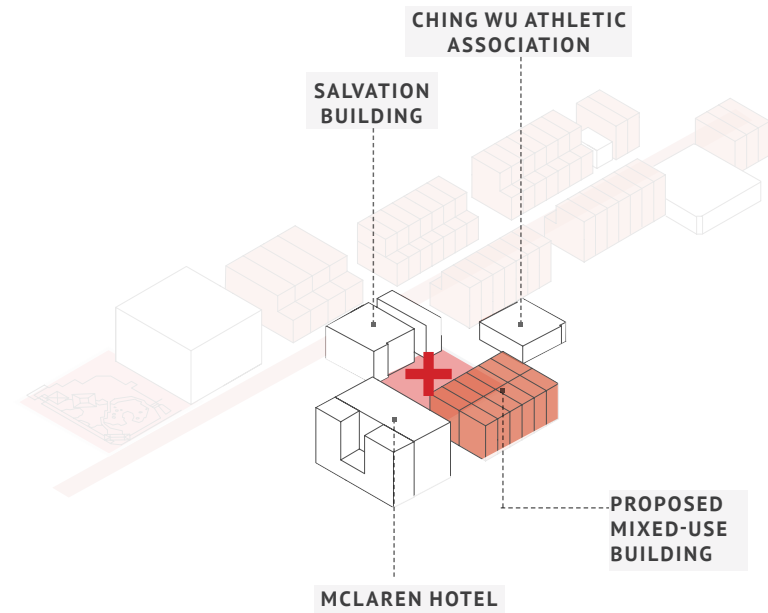 CHING WU ATHLETIC
ASSOCIATION
SALVATION
BUILDING
PROPOSED
MIXED-USE
BUILDING
MCLAREN HOTEL